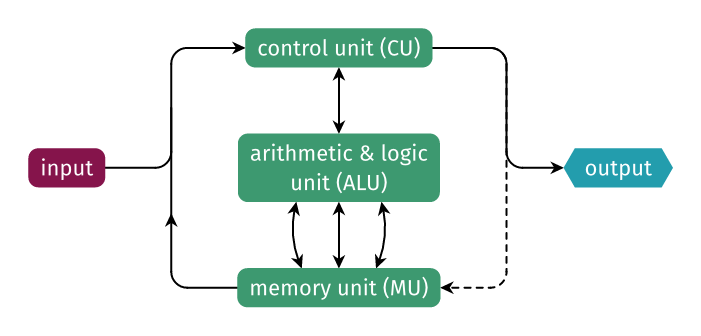 control unit (CU)
input
arithmetic & logic
unit (ALU)
output
memory unit (MU)